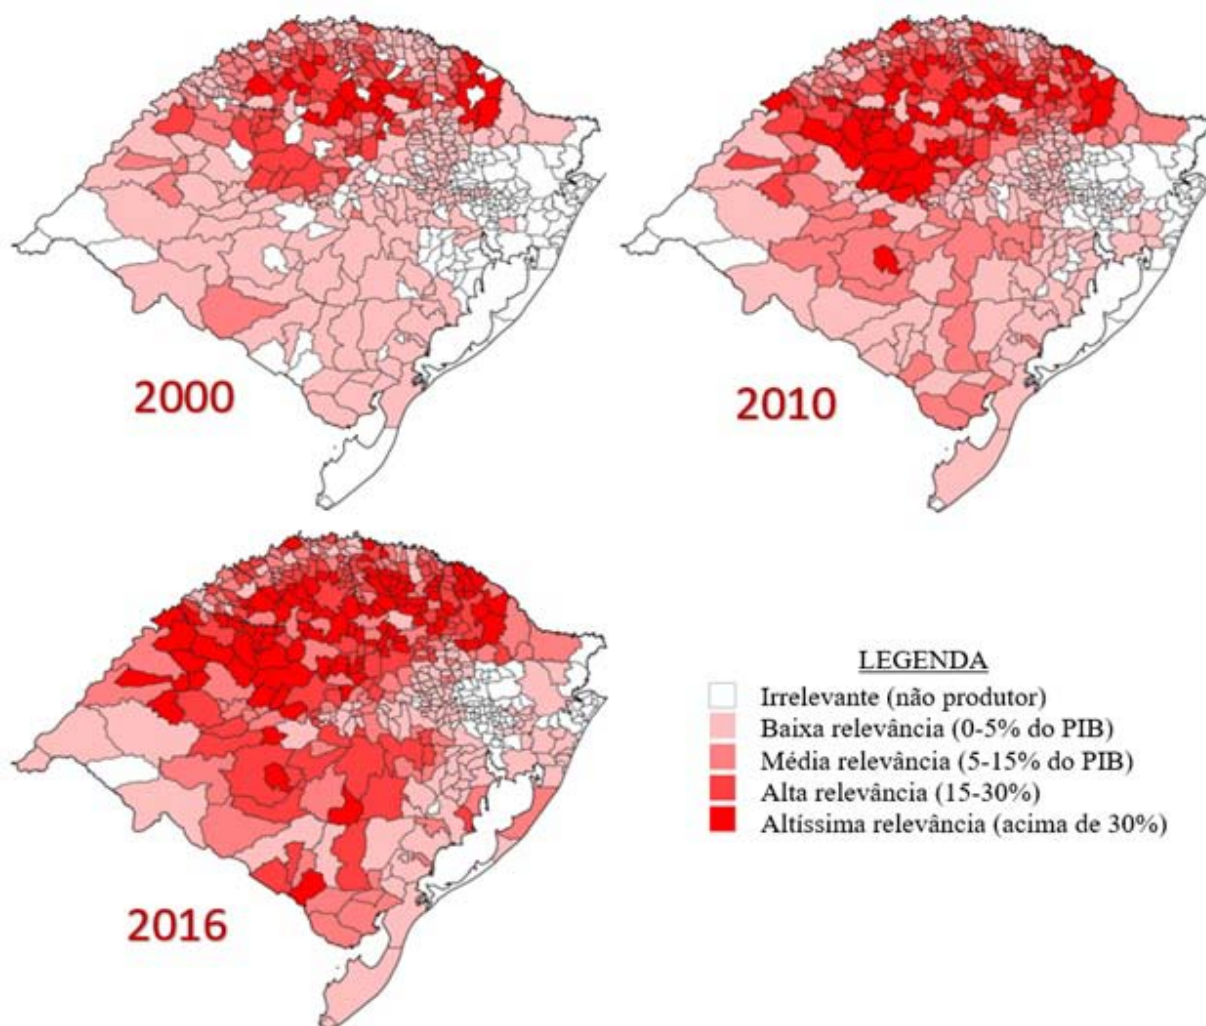 2000
2010
2016
LEGENDA
Irrelevante (não produtor)
Baixa relevância (0-5% do PIB)
Média relevância (5-15% do PIB)
Alta relevância (15-30%)
Altíssima relevância (acima de 30%)